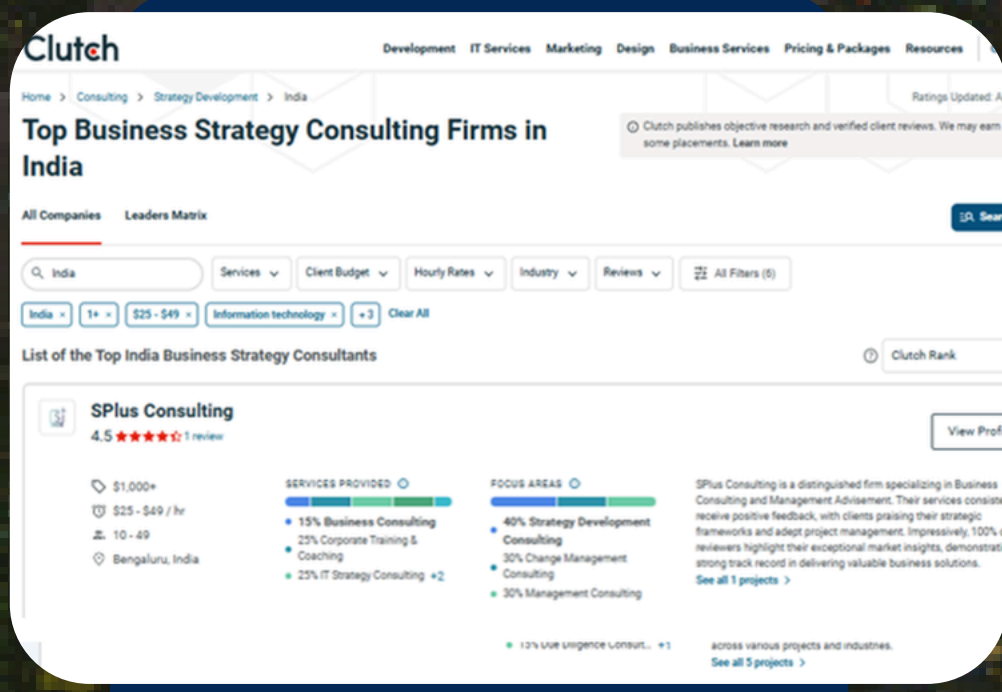 Clutch
Development IT Services Marketing Design Business Services Pricing & Packages Resources
Home > Consulting > Strategy Development > India
Ratings Updated:
Top Business Strategy Consulting Firms in
India
Clutch publishes objective research and verified client reviews. We may earn
some placements. Learn more
All Companies Leaders Matrix
India
Services
Client Budget
Hourly Rates
Industry
Reviews
All Filters (6)
India × 1+ × $25 - $49 × Information technology × +3 Clear All
List of the Top India Business Strategy Consultants
Clutch Rank
SPlus Consulting
4.5 1 review
View
$1,000+
$25 - $49 / hr
10 - 49
Bengaluru, India
SERVICES PROVIDED
15% Business Consulting
25% Corporate Training &
Coaching
25% IT Strategy Consulting +2
FOCUS AREAS
40% Strategy Development
Consulting
30% Change Management
Consulting
30% Management Consulting
SPlus Consulting is a distinguished firm specializing in Business
Consulting and Management Advisement. Their services
receive positive feedback, with clients praising their strategic
frameworks and adept project management. Impressively, 100%
reviewers highlight their exceptional market insights,
strong track record in delivering valuable business solutions.
See all 1 projects >
15% Due Diligence Consult... +1
across various projects and industries.
See all 5 projects >